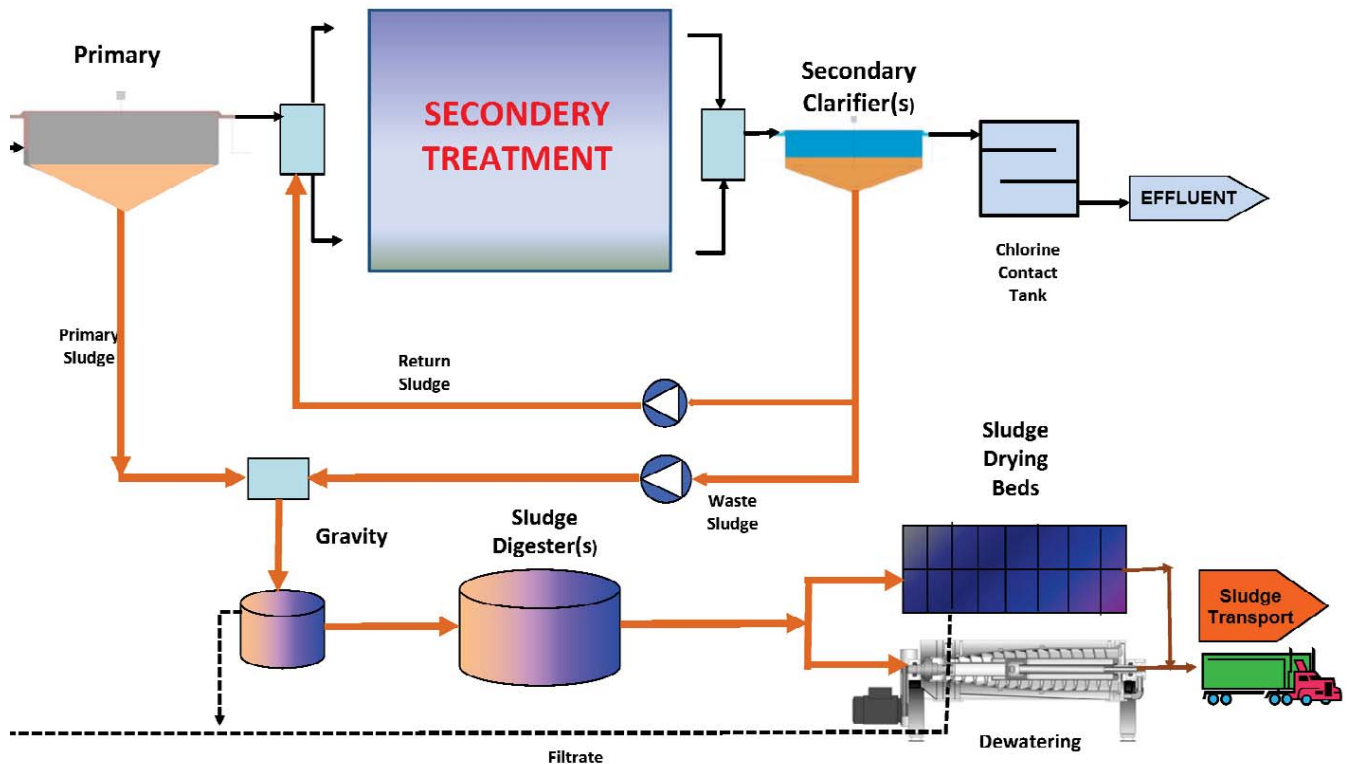 Primary
SECONDERY
TREATMENT
Secondary
Clarifier(s)
EFFLUENT
Chlorine
Contact
Tank
Primary
Sludge
Return
Sludge
Waste
Sludge
Sludge
Drying
Beds
Gravity
Sludge
Digester(s)
Sludge
Transport
Dewatering
Filtrate